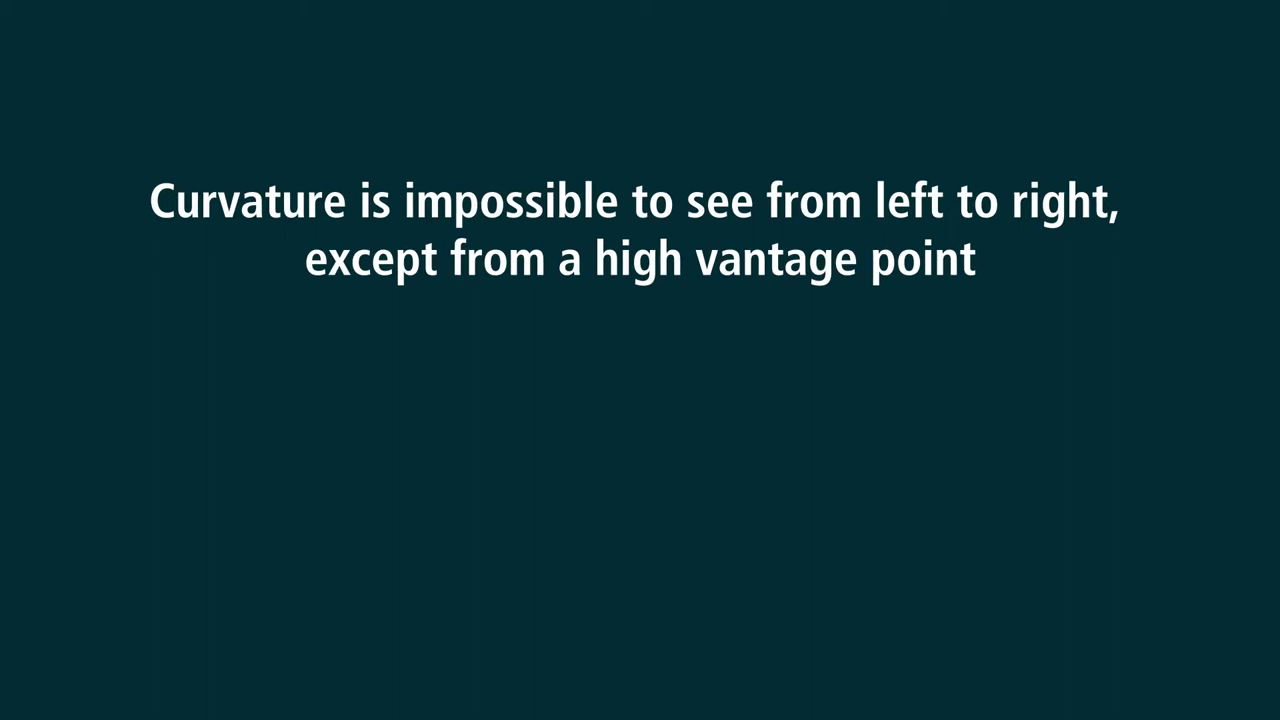 Curvature is impossible to see from left to right,
except from a high vantage point